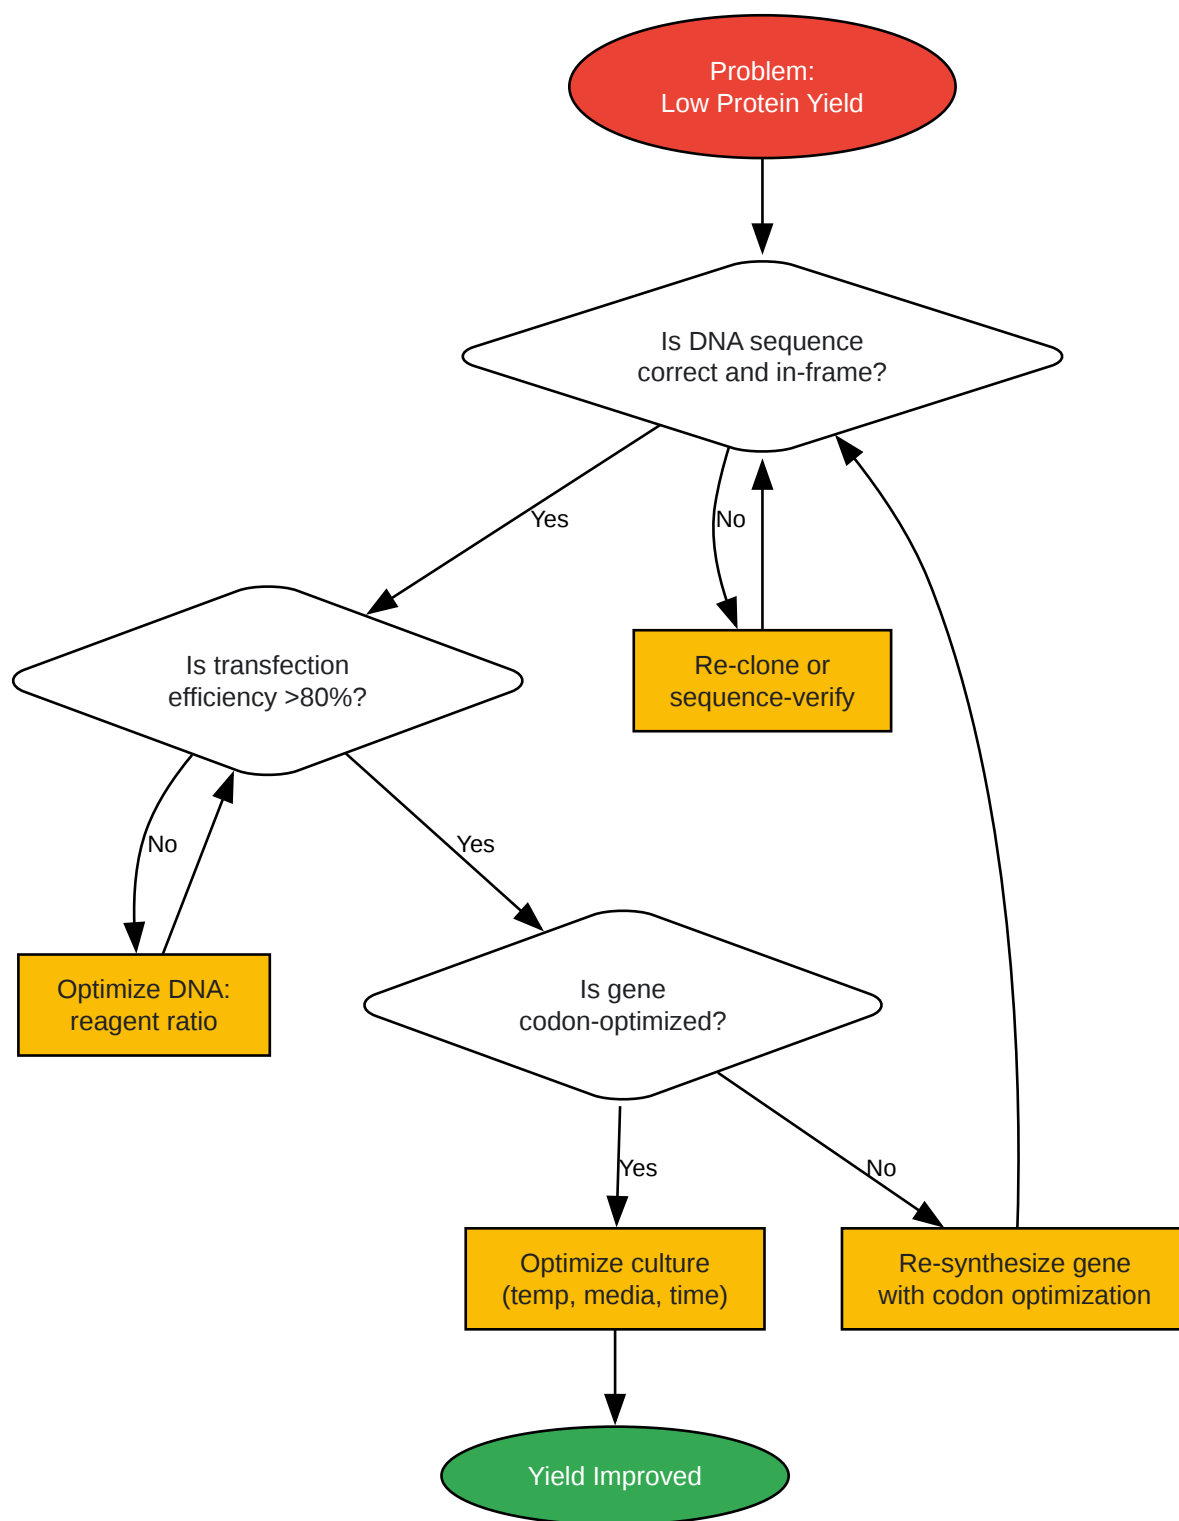 Problem:
Low Protein Yield
Is DNA sequence
correct and in-frame?
Yes
No
Is transfection
efficiency >80%?
Re-clone or
sequence-verify
No
Yes
Optimize DNA:
reagent ratio
Is gene
codon-optimized?
Yes
No
Optimize culture
(temp, media, time)
Re-synthesize gene
with codon optimization
Yield Improved